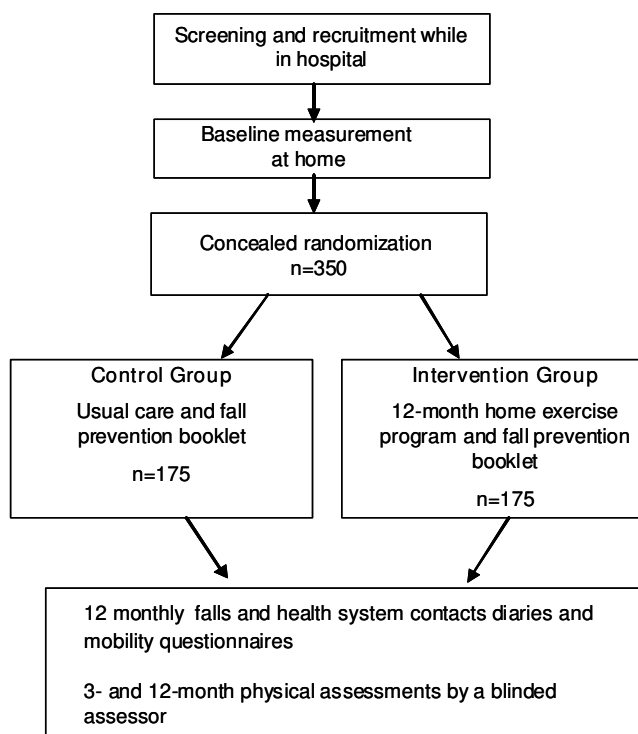 Screening and recruitment while
in hospital
Baseline measurement
at home
Concealed randomization
n=350
Control Group
Usual care and fall
prevention booklet
n=175
Intervention Group
12-month home exercise
program and fall prevention
booklet
n=175
12 monthly falls and health system contacts diaries and
mobility questionnaires
3- and 12-month physical assessments by a blinded
assessor